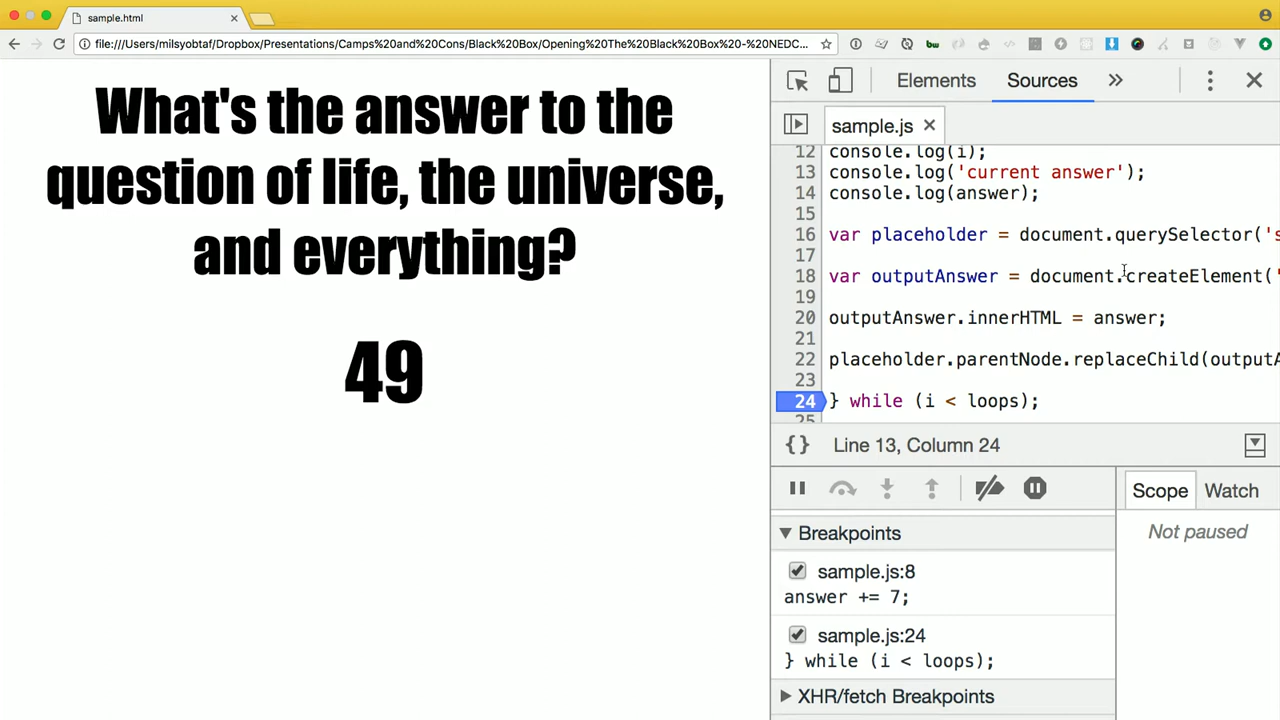 sample.html
file:///Users/milsyobtaf/Dropbox/Presentations/Camps%20and%20Cons/Black%20Box/Opening%20The%20Black%20Box%20-%20NEDC...
What's the answer to the
question of life, the universe,
and everything?
49
Elements Sources »
sample.js
12 console.log(i);
13 console.log('current answer');
14 console.log(answer);
15
16 var placeholder = document.querySelector('s
17
18 var outputAnswer = document.createElement('
19
20 outputAnswer.innerHTML = answer;
21
22 placeholder.parentNode.replaceChild(outputA
23
24 } while (i < loops);
25
{} Line 13, Column 24
Scope Watch
Not paused
Breakpoints
sample.js:8
answer += 7;
sample.js:24
} while (i < loops);
XHR/fetch Breakpoints